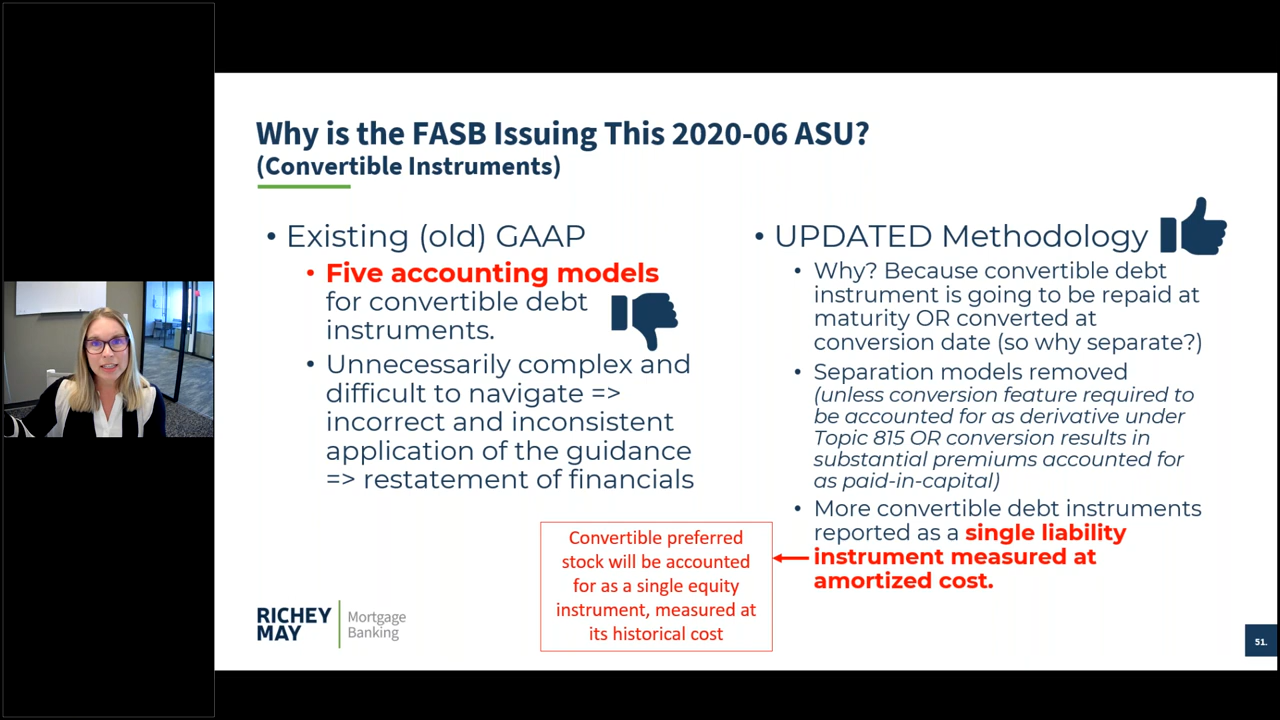 Why is the FASB Issuing This 2020-06 ASU?
(Convertible Instruments)
• Existing (old) GAAP
• Five accounting models
for convertible debt
instruments.
• Unnecessarily complex and
difficult to navigate =>
incorrect and inconsistent
application of the guidance
=> restatement of financials
• UPDATED Methodology
• Why? Because convertible debt
instrument is going to be repaid at
maturity OR converted at
conversion date (so why separate?)
• Separation models removed
(unless conversion feature required to
be accounted for as derivative under
Topic 815 OR conversion results in
substantial premiums accounted for
as paid-in-capital)
• More convertible debt instruments
reported as a single liability
instrument measured at
amortized cost.
Convertible preferred
stock will be accounted
for as a single equity
instrument, measured at
its historical cost
RICHEY
MAY
Mortgage
Banking
51.